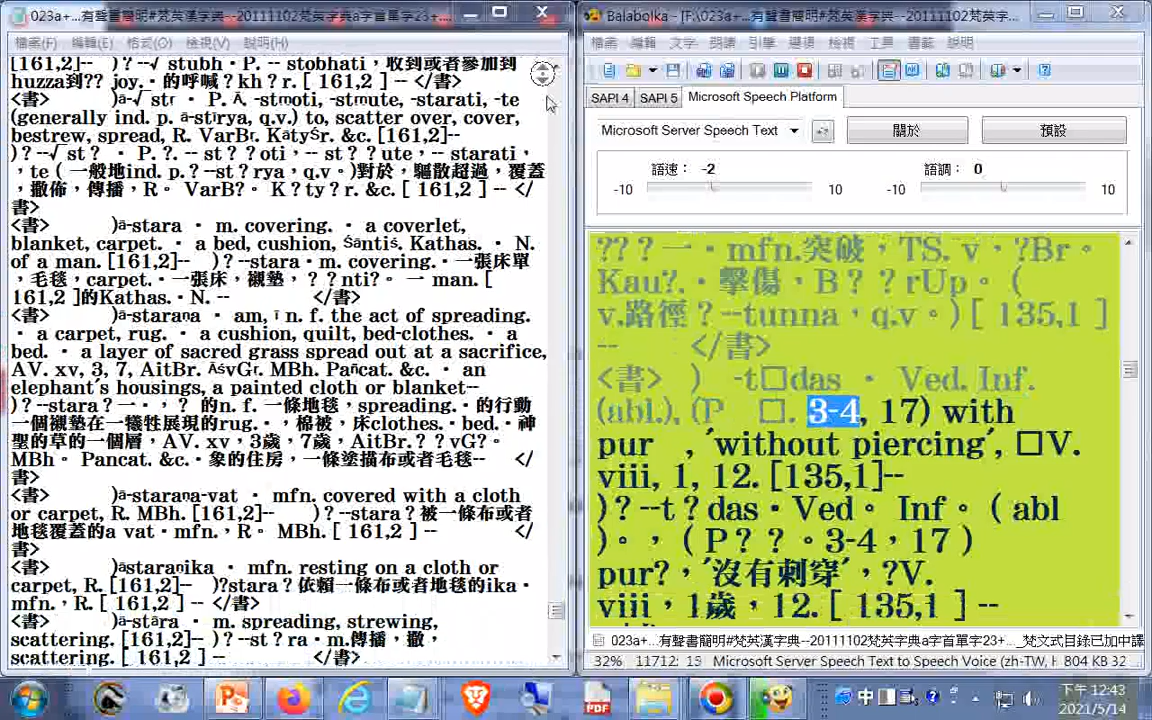 a+...有聲書簡明#梵英漢字典--20111102梵英字典a字首單字23+...
檔案(F) 編輯(E) 格式(O) 檢視(V) 說明(H)
[161,2]-- )?--√ stubh・P. -- stobhati,收到或者參加到
huzza到?? joy.·的呼喊?kh?r. [ 161,2 ] -- </書>
<書> )ā-√ str ・ P. Ā. -stṛṇoti, -stṛṇute, -starati, -te
(generally ind. p. ā-stīrya, q.v.) to, scatter over, cover,
bestrew, spread, R. VarBṛ. KātyŚr. &c. [161,2]--
)?--√ st?・P. ?. -- st??oti,-- st??ute,-- starati,
,te ( 一般地ind. p.?--st?rya,q.v。)對於,驅散超過,覆蓋
,撒佈,傳播,R。VarB?。K?ty?r. &c. [ 161,2 ] -- </
書>
<書> )ā-stara ・ m. covering. ・ a coverlet,
blanket, carpet. ・ a bed, cushion, Śāntiś. Kathas. ・ N.
of a man. [161,2]-- )?--stara・m. covering.・一張床單
,毛毯,carpet.・一張床,襯墊,??nti?。一 man. [
161,2 ]的Kathas.・N. -- </書>
<書> )ā-staraṇa ・ am, ī n. f. the act of spreading.
・ a carpet, rug. ・ a cushion, quilt, bed-clothes. ・ a
bed. ・ a layer of sacred grass spread out at a sacrifice,
AV. xv, 3, 7, AitBr. ĀśvGṛ. MBh. Pañcat. &c. ・ an
elephant's housings, a painted cloth or blanket--
)?--stara?一・,?的n. f.一條地毯,spreading.・的行動
一個襯墊在一犧牲展現的rug.・,棉被,床clothes.・bed.・神
聖的草的一個層,AV. xv,3歲,7歲,AitBr.??vG?。
MBh。Pancat. &c.・象的住房,一條塗描布或者毛毯-- </
書>
<書> )ā-staraṇa-vat ・ mfn. covered with a cloth
or carpet, R. MBh. [161,2]-- )?--stara?被一條布或者
地毯覆蓋的a vat・mfn.,R。MBh. [ 161,2 ] -- </
書>
<書> )āstaraṇika ・ mfn. resting on a cloth or
carpet, R. [161,2]-- )?stara?依賴一條布或者地毯的ika・
mfn.,R. [ 161,2 ] -- </書>
<書> )ā-stāra ・ m. spreading, strewing,
scattering. [161,2]-- )?--st?ra・m.傳播,撒,
scattering. [ 161,2 ] -- </書>
Balabolka - [F:\023a+...有聲書簡明#梵英漢字典--20111102梵英字...
檔案 編輯 文字 朗讀 引擎 選項 檢視 工具 書籤 說明
SAPI 4 SAPI 5 Microsoft Speech Platform
Microsoft Server Speech Text 關於 預設
語速: -2 語調: 0
-10 10 -10 10
???一・mfn.突破,TS. v,?Br。
Kau?.・擊傷,B??rUp。(
v.路徑?--tunna,q.v。)[ 135,1 ]
-- </書>
<書> ) -t□das ・ Ved. Inf.
(abl.), (P □. 3-4, 17) with
pur , 'without piercing', □V.
viii, 1, 12. [135,1]--
)?--t?das・Ved。Inf。( abl
)。,( P??。3-4,17 )
pur?,'沒有刺穿',?V.
viii,1歲,12. [ 135,1 ] --
023a+...有聲書簡明#梵英漢字典--20111102梵英字典a字首單字23+..._梵文式目錄已加中譯
32% 11712: 15 Microsoft Server Speech Text to Speech Voice (zh-TW, H 804 KB 32
中
下午 12:43
2021/5/14